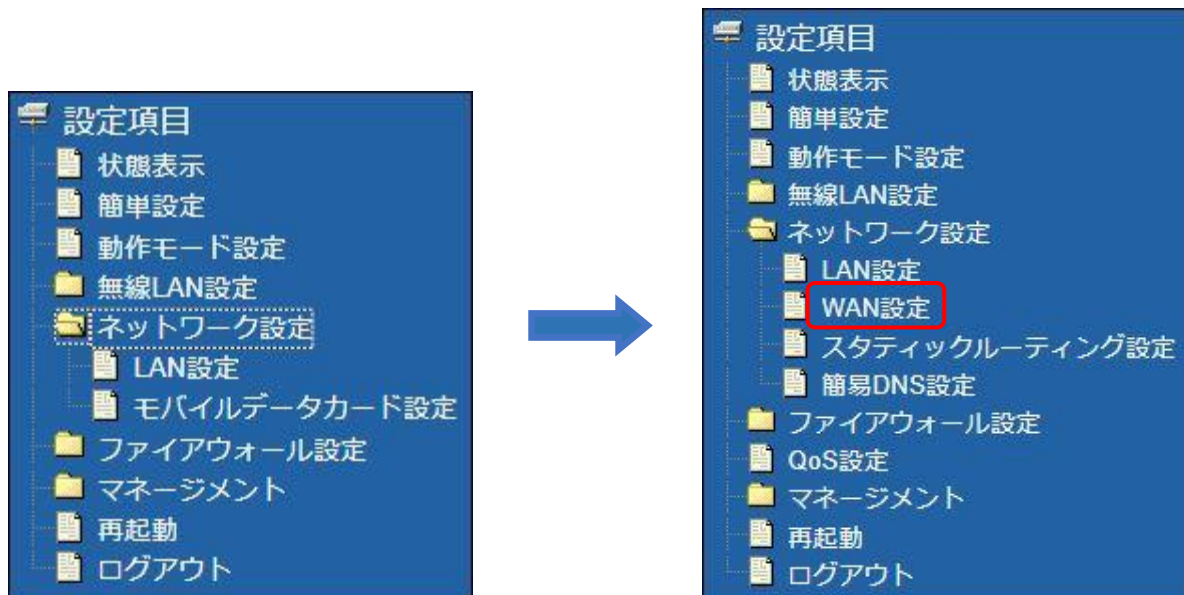 設定項目
状態表示
簡単設定
動作モード設定
無線LAN設定
ネットワーク設定
LAN設定
モバイルデータカード設定
ファイアウォール設定
マネージメント
再起動
ログアウト
設定項目
状態表示
簡単設定
動作モード設定
無線LAN設定
ネットワーク設定
LAN設定
WAN設定
スタティックルーティング設定
簡易DNS設定
ファイアウォール設定
QoS設定
マネージメント
再起動
ログアウト